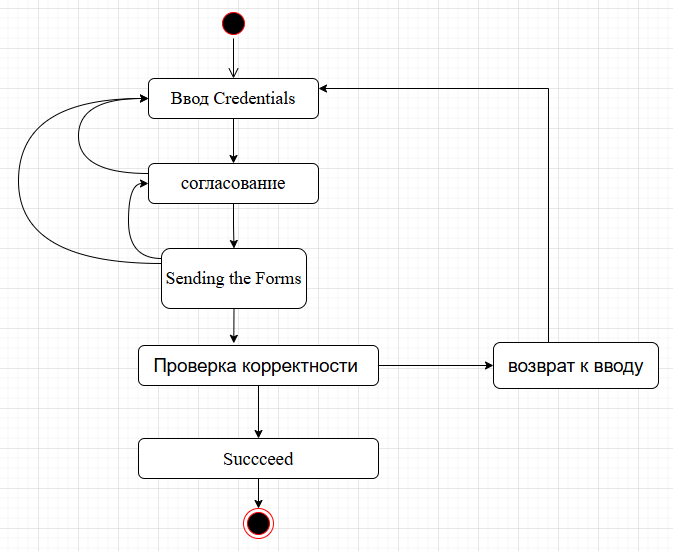 Ввод Credentials
согласование
Sending the Forms
Проверка корректности
возврат к вводу
Succceed